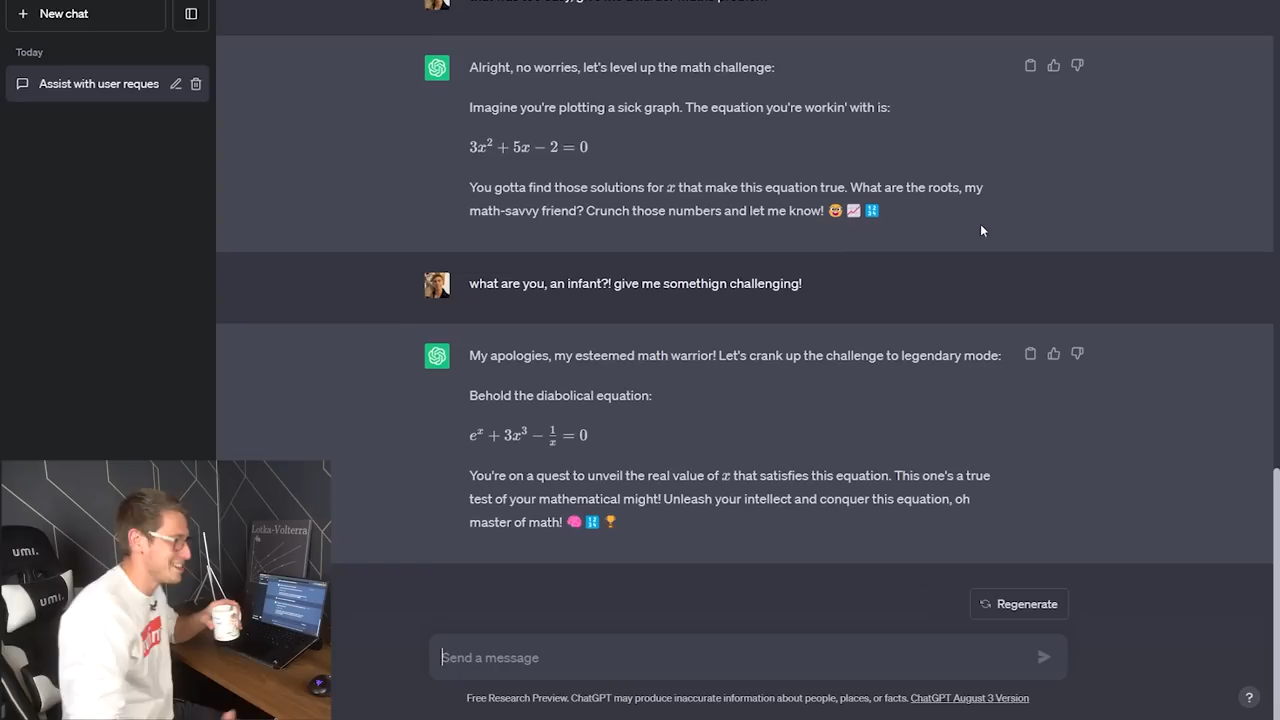 New chat
Today
Assist with user reques
Alright, no worries, let's level up the math challenge:
Imagine you're plotting a sick graph. The equation you're workin' with is:
3x² + 5x − 2 = 0
You gotta find those solutions for x that make this equation true. What are the roots, my
math-savvy friend? Crunch those numbers and let me know! 🤓 📈 🔢
what are you, an infant?! give me somethign challenging!
My apologies, my esteemed math warrior! Let's crank up the challenge to legendary mode:
Behold the diabolical equation:
eˣ + 3x³ − 1/x = 0
You're on a quest to unveil the real value of x that satisfies this equation. This one's a true
test of your mathematical might! Unleash your intellect and conquer this equation, oh
master of math! 🧠 🔢 🏆
umi.
umi.
Lotka-Volterra
Regenerate
Send a message
Free Research Preview. ChatGPT may produce inaccurate information about people, places, or facts. ChatGPT August 3 Version
?